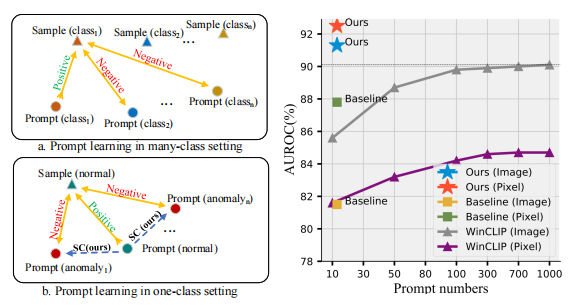 Sample (class₁)
Sample (class₂)
...
Sample (classₙ)
Positive
Negative
Negative
...
Prompt (class₁)
Prompt (class₂)
Prompt (classₙ)
a. Prompt learning in many-class setting
Sample (normal)
Negative
Negative
Positive
SC (ours)
SC(ours)
Prompt (anomalyₙ)
...
Prompt (normal)
Prompt (anomaly₁)
b. Prompt learning in one-class setting
AUROC(%)
92
90
88
86
84
82
80
78
Ours
Ours
Baseline
Baseline
Ours (Image)
Ours (Pixel)
Baseline (Image)
Baseline (Pixel)
WinCLIP (Image)
WinCLIP (Pixel)
10 30 50 80 100 300 700 1000
Prompt numbers